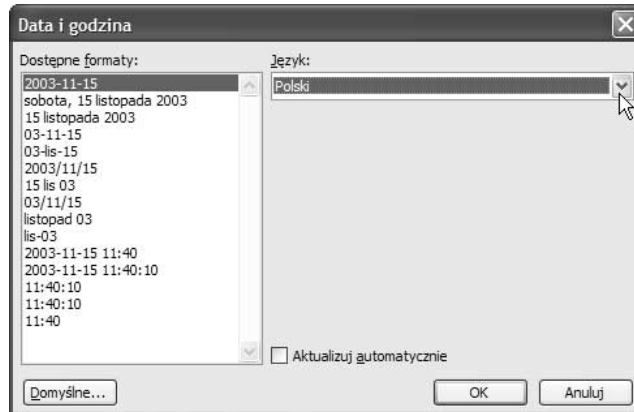 Data i godzina
Dostępne formaty:
Język:
2003-11-15
sobota, 15 listopada 2003
15 listopada 2003
03-11-15
03-lis-15
2003/11/15
15 lis 03
03/11/15
listopad 03
lis-03
2003-11-15 11:40
2003-11-15 11:40:10
11:40:10
11:40:10
11:40
Polski
Aktualizuj automatycznie
Domyślne...
OK
Anuluj